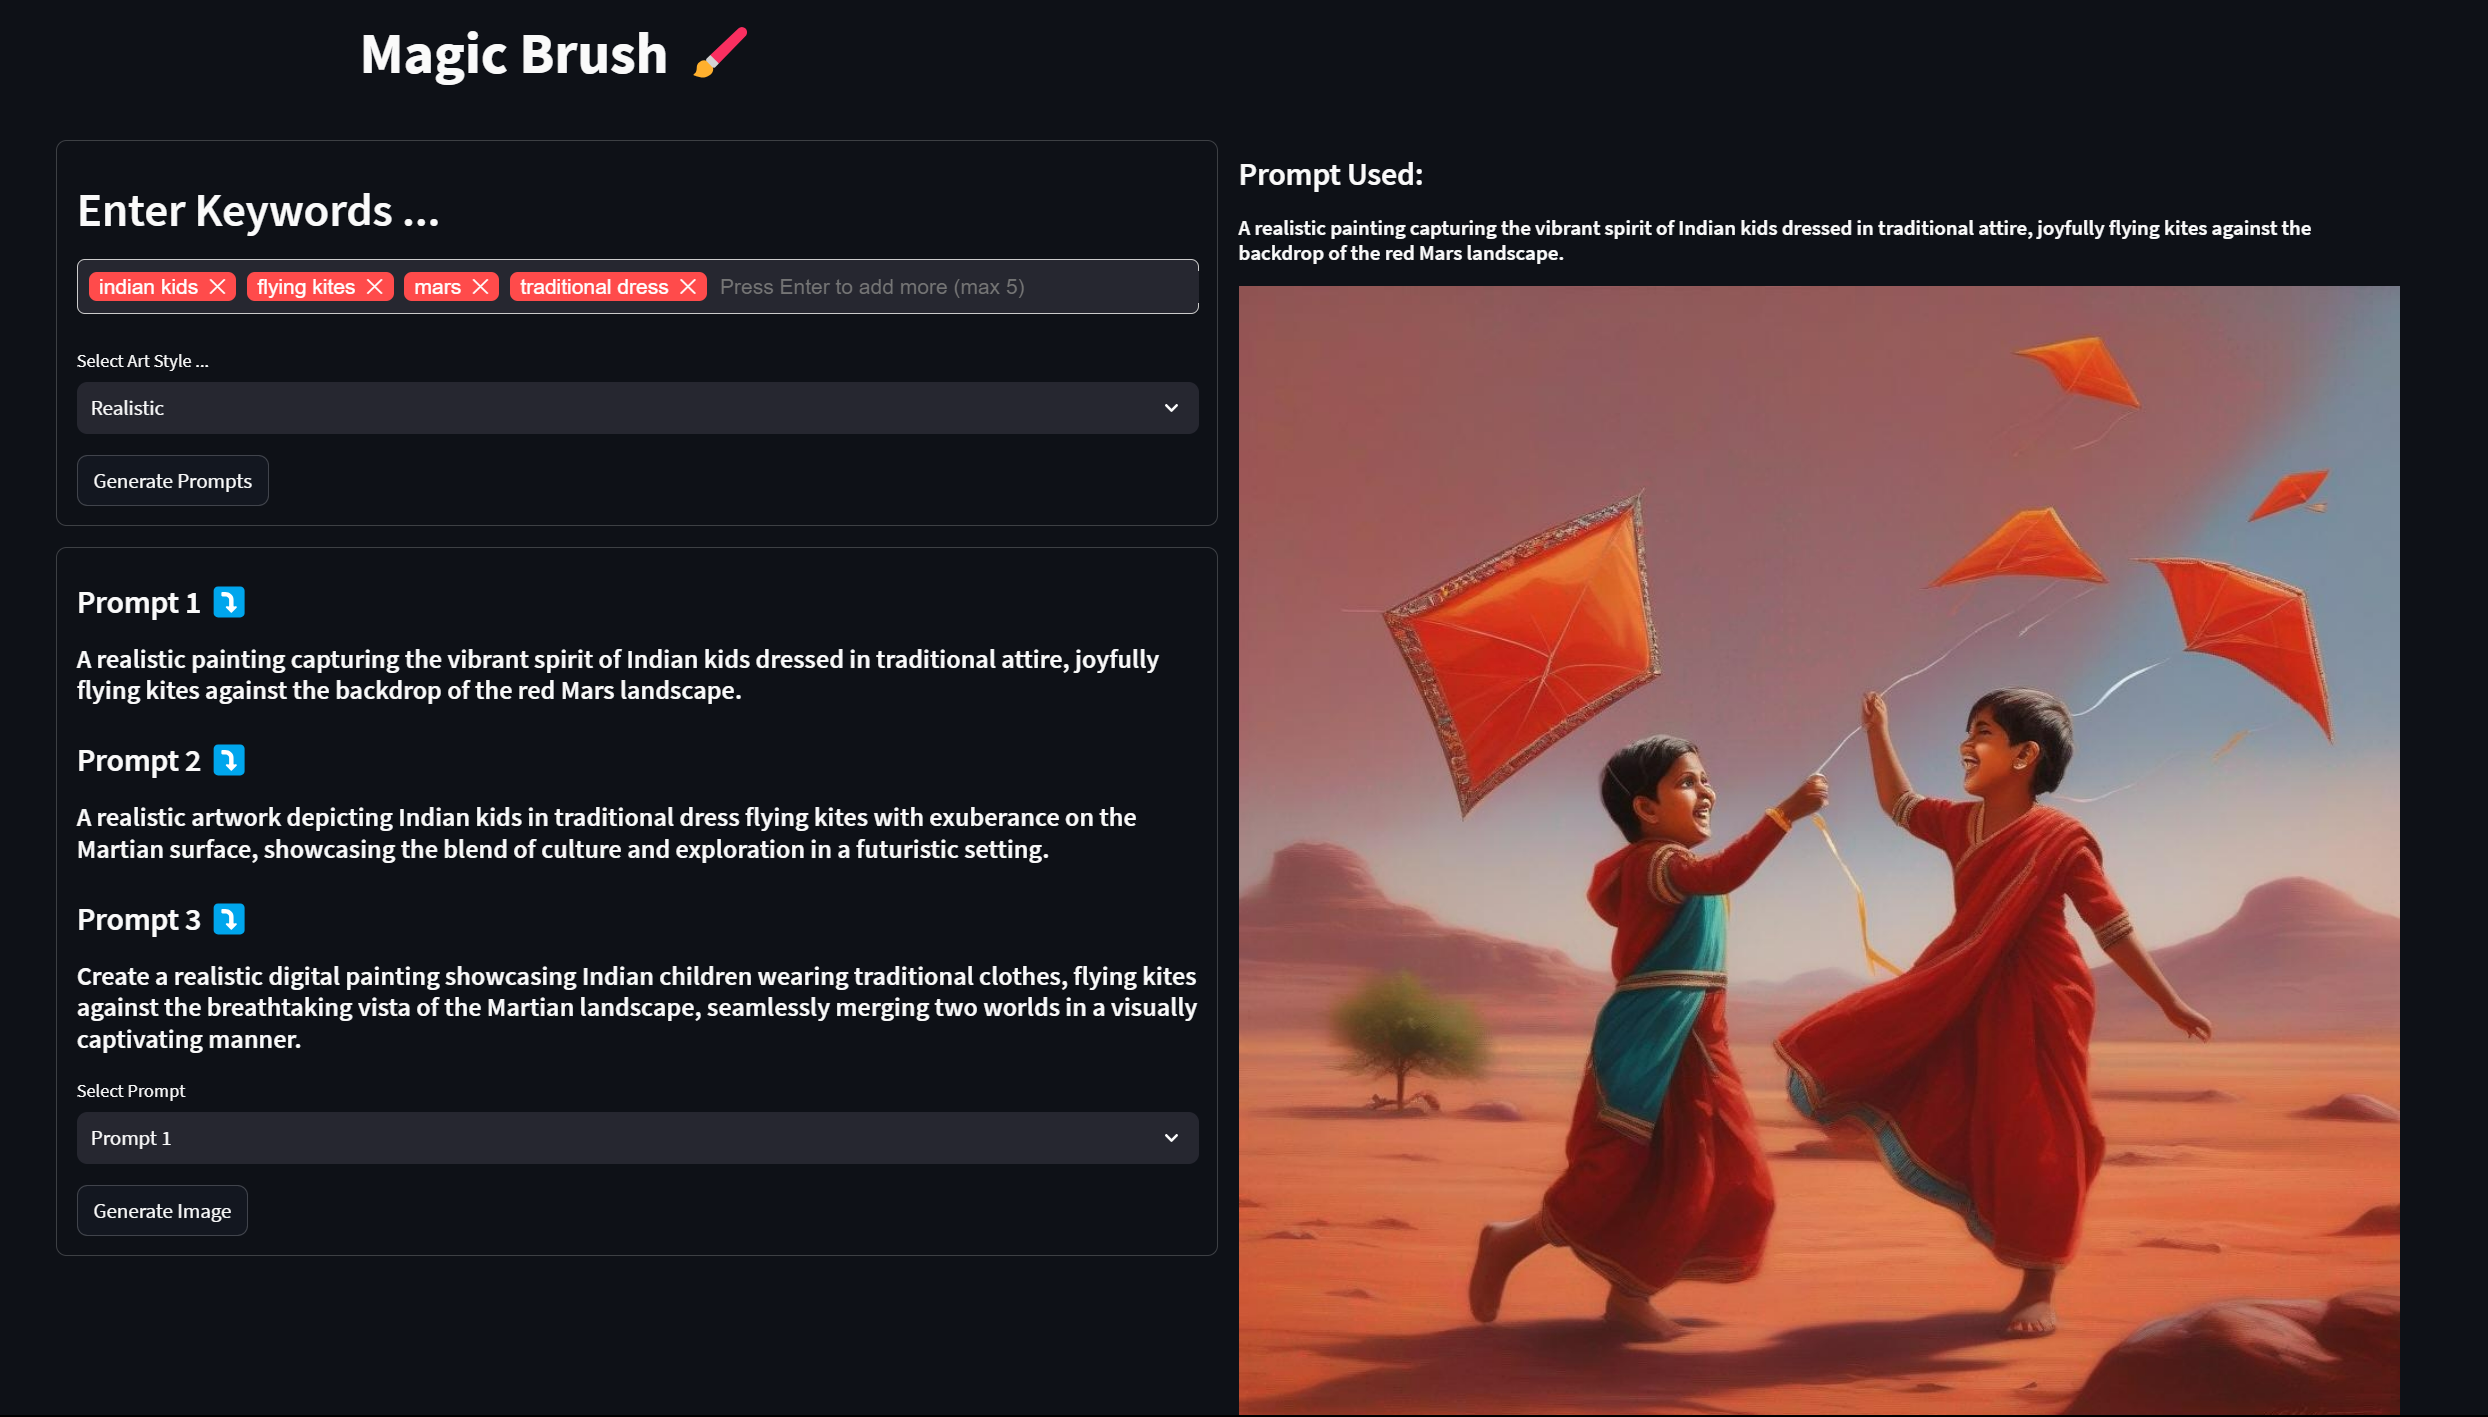 Magic Brush
Enter Keywords ...
indian kids flying kites mars traditional dress Press Enter to add more (max 5)
Select Art Style ...
Realistic
Generate Prompts
Prompt 1
A realistic painting capturing the vibrant spirit of Indian kids dressed in traditional attire, joyfully
flying kites against the backdrop of the red Mars landscape.
Prompt 2
A realistic artwork depicting Indian kids in traditional dress flying kites with exuberance on the
Martian surface, showcasing the blend of culture and exploration in a futuristic setting.
Prompt 3
Create a realistic digital painting showcasing Indian children wearing traditional clothes, flying kites
against the breathtaking vista of the Martian landscape, seamlessly merging two worlds in a visually
captivating manner.
Select Prompt
Prompt 1
Generate Image
Prompt Used:
A realistic painting capturing the vibrant spirit of Indian kids dressed in traditional attire, joyfully flying kites against the
backdrop of the red Mars landscape.